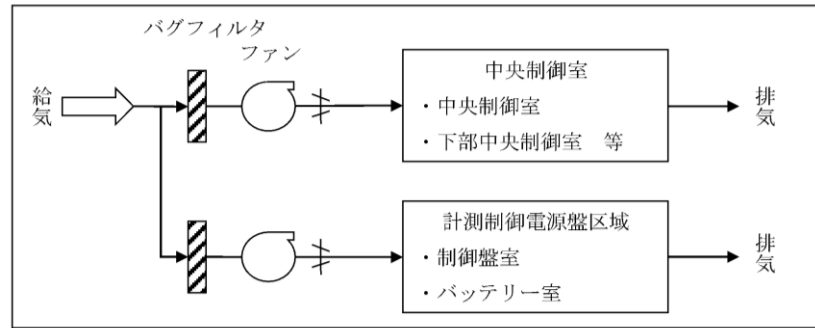 バグフィルタ
ファン
給気
中央制御室
・中央制御室
・下部中央制御室　等
排気
計測制御電源盤区域
・制御盤室
・バッテリー室
排気